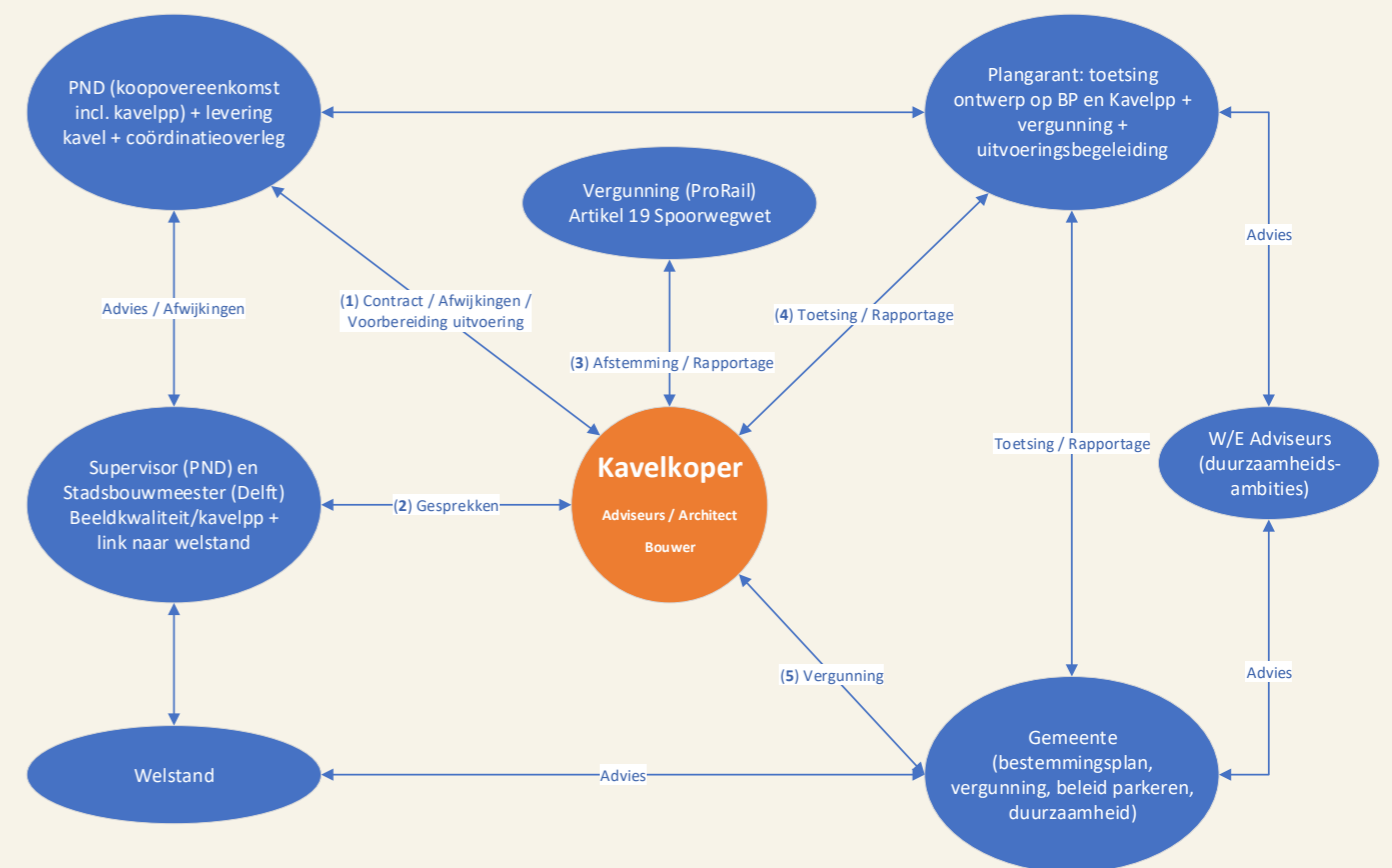 PND (koopovereenkomst
incl. kavelpp) + levering
kavel + coördinatieoverleg
Plangarant: toetsing
ontwerp op BP en Kavelpp +
vergunning +
uitvoeringsbegeleiding
Vergunning (ProRail)
Artikel 19 Spoorwegwet
Advies
Advies / Afwijkingen
(1) Contract / Afwijkingen /
Voorbereiding uitvoering
(4) Toetsing / Rapportage
(3) Afstemming / Rapportage
Kavelkoper
Adviseurs / Architect
Bouwer
Toetsing / Rapportage
W/E Adviseurs
(duurzaamheids-
ambities)
Supervisor (PND) en
Stadsbouwmeester (Delft)
Beeldkwaliteit/kavelpp +
link naar welstand
(2) Gesprekken
(5) Vergunning
Advies
Welstand
Advies
Gemeente
(bestemmingsplan,
vergunning, beleid parkeren,
duurzaamheid)